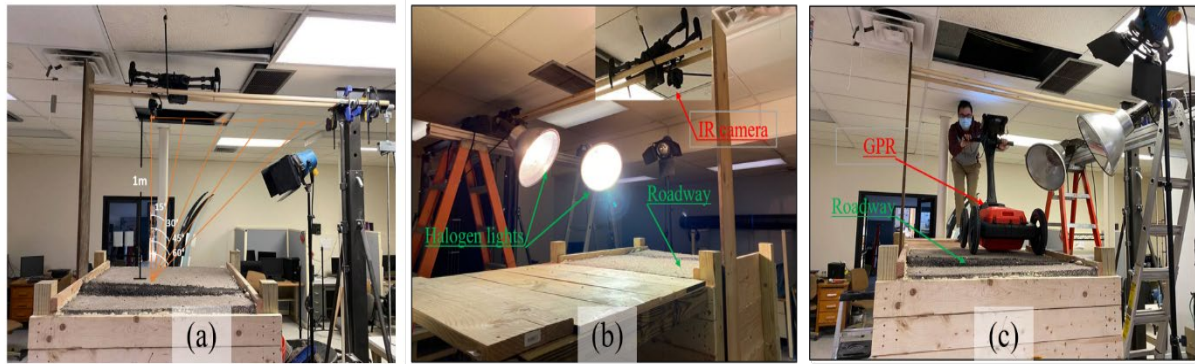 1m
15°
30°
45°
60°
(a)
IR camera
Roadway
Halogen lights
(b)
GPR
Roadway
(c)